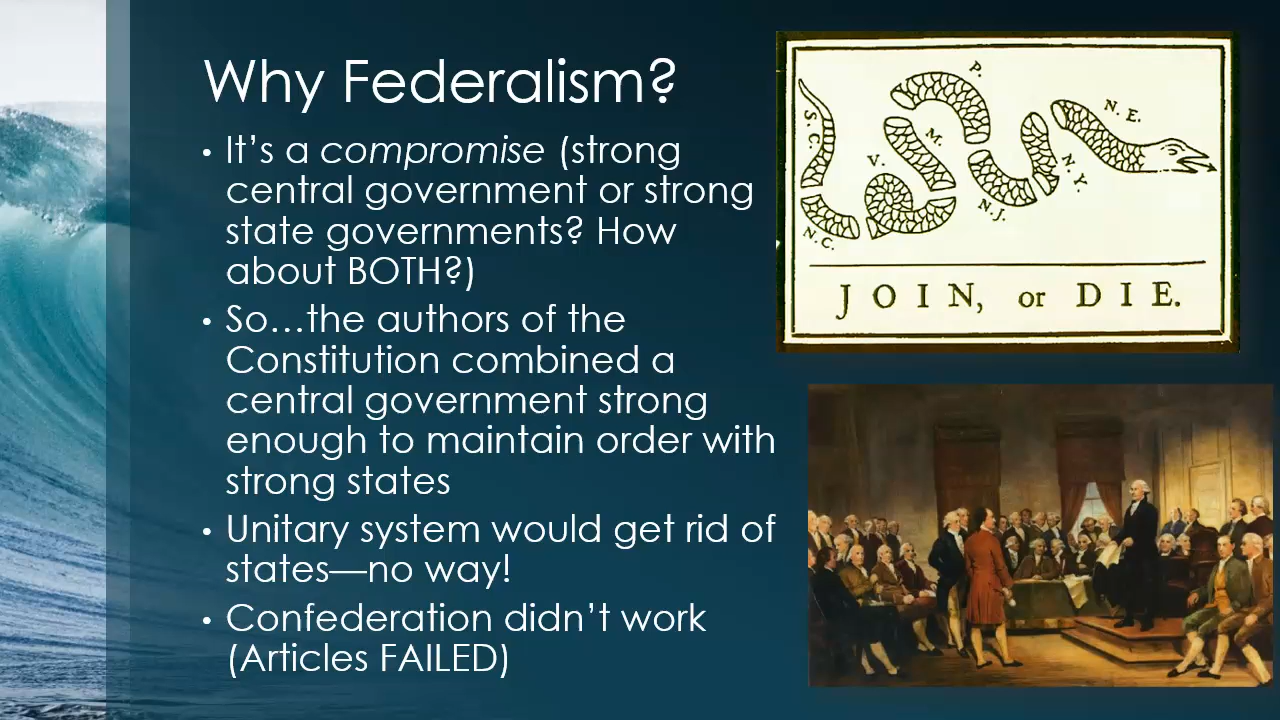 Why Federalism?
• It’s a compromise (strong
central government or strong
state governments? How
about BOTH?)
• So…the authors of the
Constitution combined a
central government strong
enough to maintain order with
strong states
• Unitary system would get rid of
states—no way!
• Confederation didn’t work
(Articles FAILED)
S. C.
N. C.
V.
M.
P.
N. J.
N. Y.
N. E.
JOIN, or DIE.